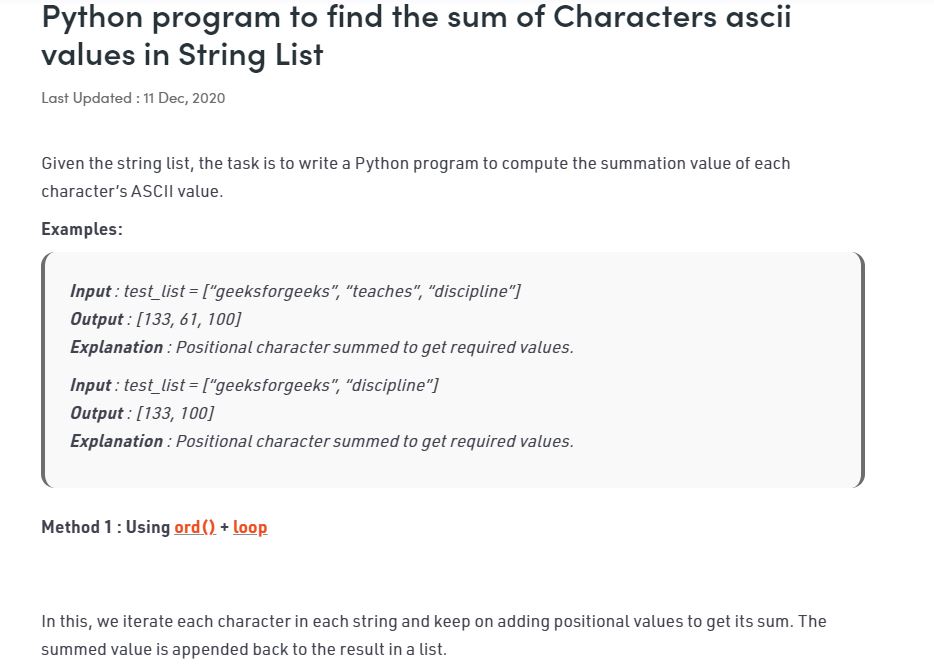 Python program to find the sum of Characters ascii
values in String List
Last Updated : 11 Dec, 2020
Given the string list, the task is to write a Python program to compute the summation value of each
character’s ASCII value.
Examples:
Input : test_list = [“geeksforgeeks”, “teaches”, “discipline”]
Output : [133, 61, 100]
Explanation : Positional character summed to get required values.
Input : test_list = [“geeksforgeeks”, “discipline”]
Output : [133, 100]
Explanation : Positional character summed to get required values.
Method 1 : Using ord() + loop
In this, we iterate each character in each string and keep on adding positional values to get its sum. The
summed value is appended back to the result in a list.